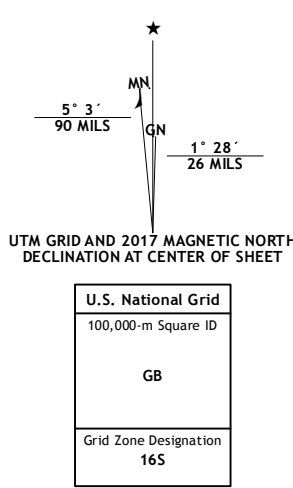 MN
5° 3´
90 MILS
GN
1° 28´
26 MILS
UTM GRID AND 2017 MAGNETIC NORTH
DECLINATION AT CENTER OF SHEET
U.S. National Grid
100,000-m Square ID
GB
Grid Zone Designation
16S